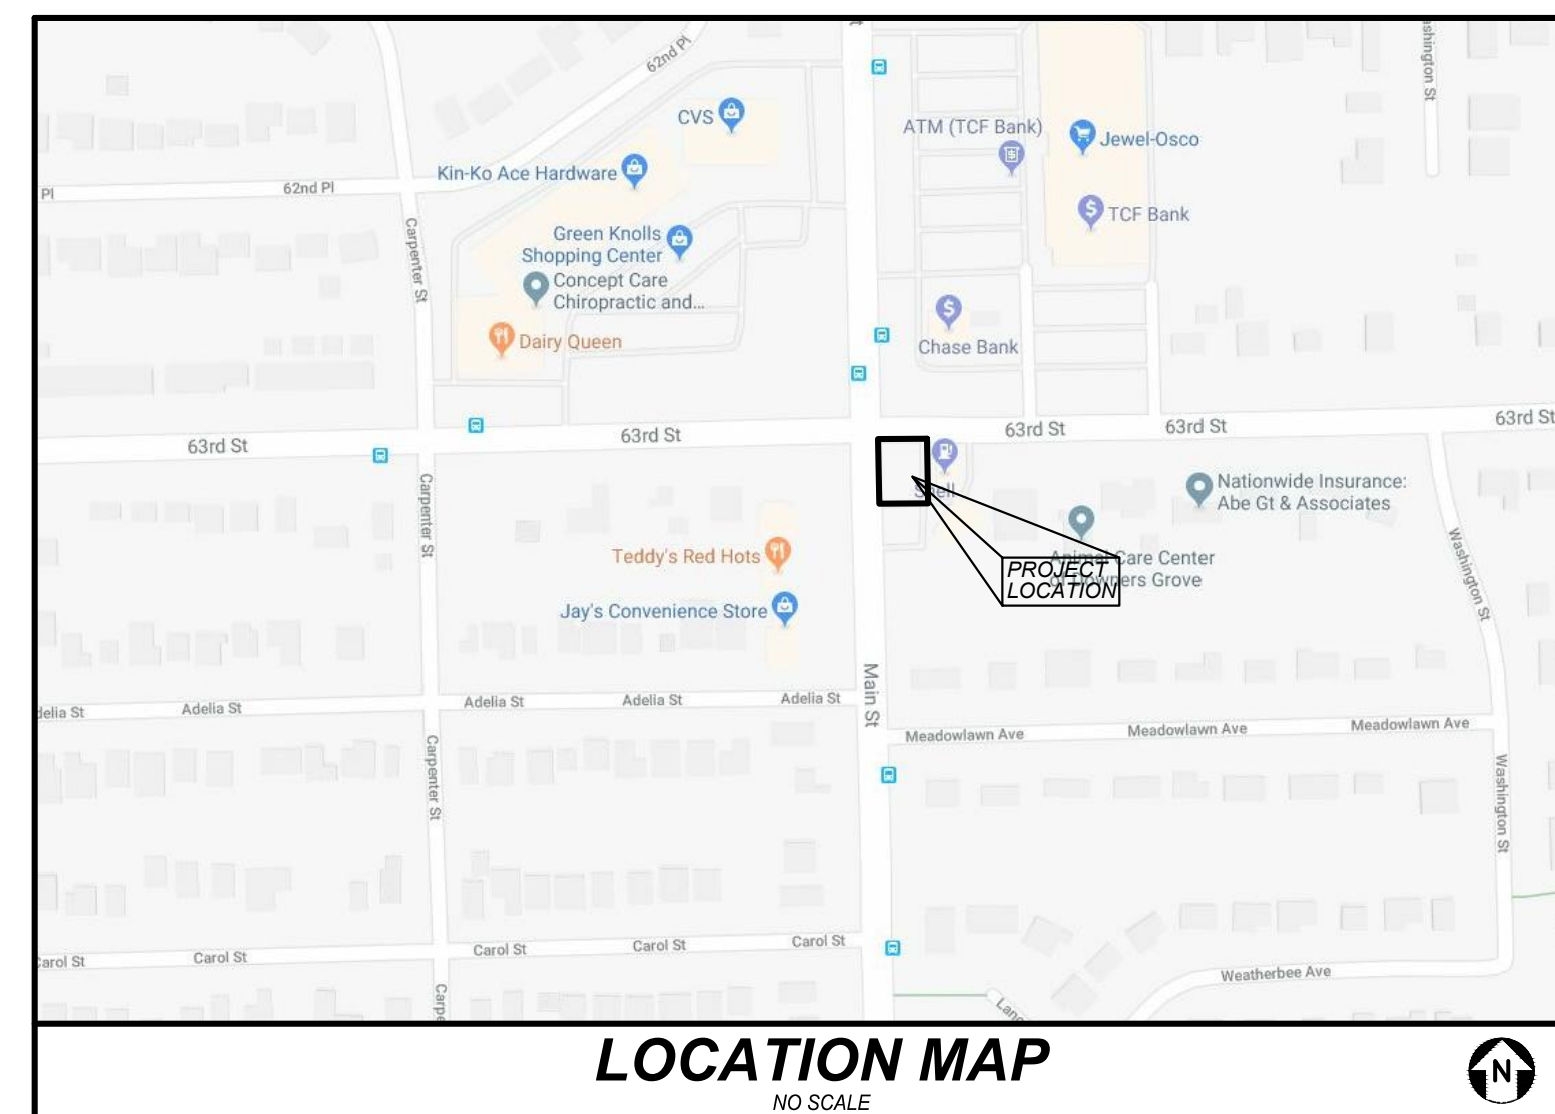 62nd Pl
CVS
ATM (TCF Bank)
Jewel-Osco
Kin-Ko Ace Hardware
Pl
62nd Pl
TCF Bank
Green Knolls
Shopping Center
Carpenter St
Concept Care
Chiropractic and...
Dairy Queen
Chase Bank
63rd St
63rd St
63rd St
63rd St
63rd St
Carpenter St
Nationwide Insurance:
Abe Gt & Associates
Teddy's Red Hots
Care Center
PROJECT
LOCATION
Washington St
Jay's Convenience Store
Main St
Adelia St
Adelia St
Adelia St
Adelia St
Meadowlawn Ave
Meadowlawn Ave
Meadowlawn Ave
Carpenter St
Washington St
Carol St
Carol St
Carol St
Carol St
Weatherbee Ave
LOCATION MAP
NO SCALE
N